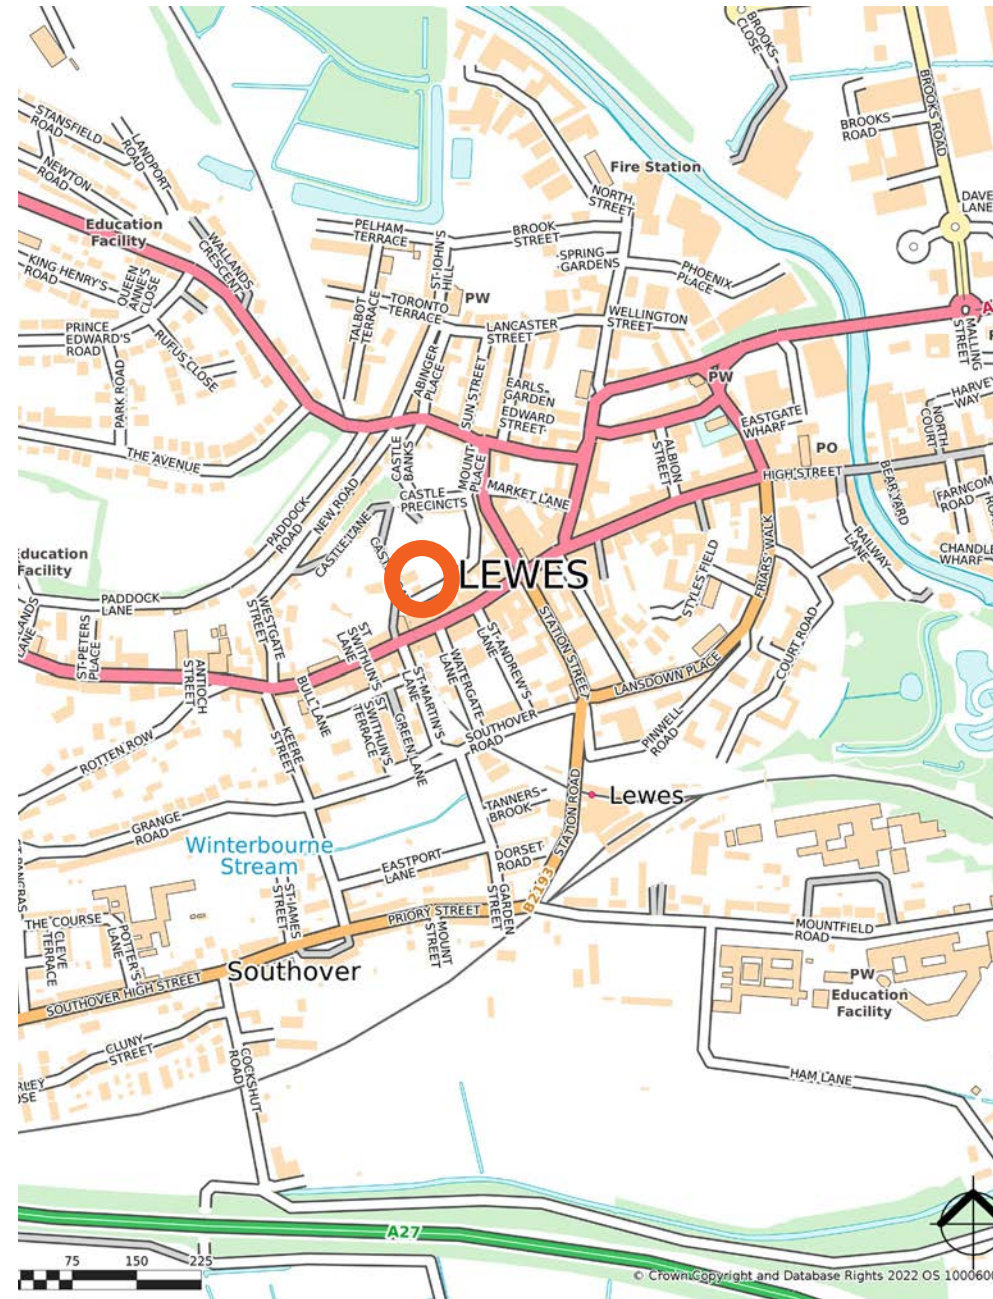 BROOKS
CLOSE
BROOKS ROAD
BROOKS
ROAD
STANSFIELD
ROAD
LANDPORT
ROAD
NEWTON
ROAD
Fire Station
NORTH
STREET
DAVE
LANE
Education
Facility
WALLANDS
CRESCENT
PELHAM
TERRACE
ST-JOHN'S
HILL
BROOK
STREET
SPRING
GARDENS
PHOENIX
PLACE
KING HENRY'S
ROAD
QUEEN
ANNE'S
CLOSE
TALBOT
TERRACE
TORONTO
TERRACE
PW
LANCASTER
STREET
WELLINGTON
STREET
MALLING
STREET
PRINCE
EDWARD'S
ROAD
RUFUS CLOSE
PARK ROAD
ABINGER
PLACE
SUN STREET
EARLS
GARDEN
EDWARD
STREET
PW
HARVEY
WAY
NORTH
COURT
THE AVENUE
CASTLE
BANKS
MOUNT
PLACE
ALBION
STREET
EASTGATE
WHARF
PO
HIGH STREET
BEAR YARD
FARNCOM
ROAD
CASTLE
PRECINCTS
MARKET LANE
PADDOCK
ROAD
NEW ROAD
CASTLE LANE
RAILWAY
LANE
CHANDLE
WHARF
ducation
Facility
LEWES
STYLES FIELD
FRIARS' WALK
PADDOCK
LANE
LANDS
LANE
ST-PETERS
PLACE
WESTGATE
STREET
ANTIOCH
STREET
BULL LANE
ST
SWITHUN'S
LANE
ST
SWITHUN'S
TERRACE
GREEN LANE
ST-MARTIN'S
LANE
WATERGATE
LANE
ST-ANDREW'S
LANE
STATION STREET
LANSDOWN PLACE
COURT ROAD
PINWELL
ROAD
SOUTHOVER
ROAD
ROTTEN ROW
KEERE
STREET
STATION ROAD
Lewes
TANNERS
BROOK
GRANGE
ROAD
Winterbourne
Stream
EASTPORT
LANE
DORSET
ROAD
B2193
GARDEN
STREET
THE COURSE
CLEVE
TERRACE
POTTER'S
LANE
ST-JAMES
STREET
PRIORY STREET
MOUNT
STREET
MOUNTFIELD
ROAD
Southover
SOUTHOVER HIGH STREET
PW
Education
Facility
CLUNY
STREET
COCKSHUT
ROAD
HAM LANE
A27
75 150 225
© Crown Copyright and Database Rights 2022 OS 1000600